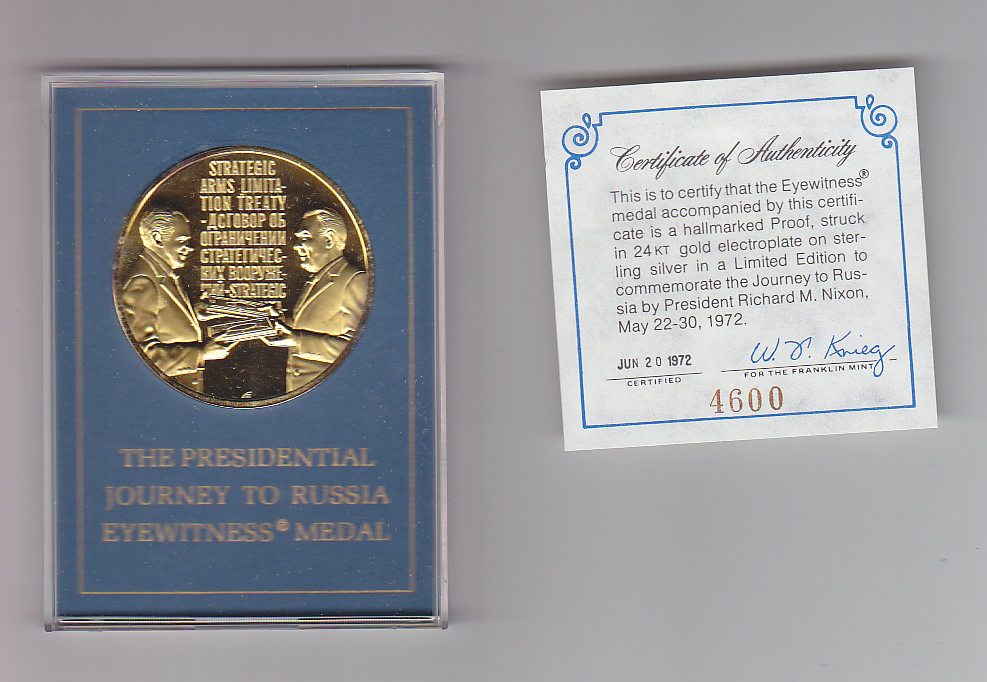 STRATEGIC
ARMS LIMITA-
TION TREATY
-ДОГОВОР ОБ
ОГРАНИЧЕНИИ
СТРАТЕГИЧЕС-
КИХ ВООРУЖЕ-
НИЙ-STRATEGIC
THE PRESIDENTIAL
JOURNEY TO RUSSIA
EYEWITNESS® MEDAL
Certificate of Authenticity
This is to certify that the Eyewitness®
medal accompanied by this certifi-
cate is a hallmarked Proof, struck
in 24KT gold electroplate on ster-
ling silver in a Limited Edition to
commemorate the Journey to Rus-
sia by President Richard M. Nixon,
May 22-30, 1972.
JUN 20 1972
CERTIFIED
FOR THE FRANKLIN MINT
4600